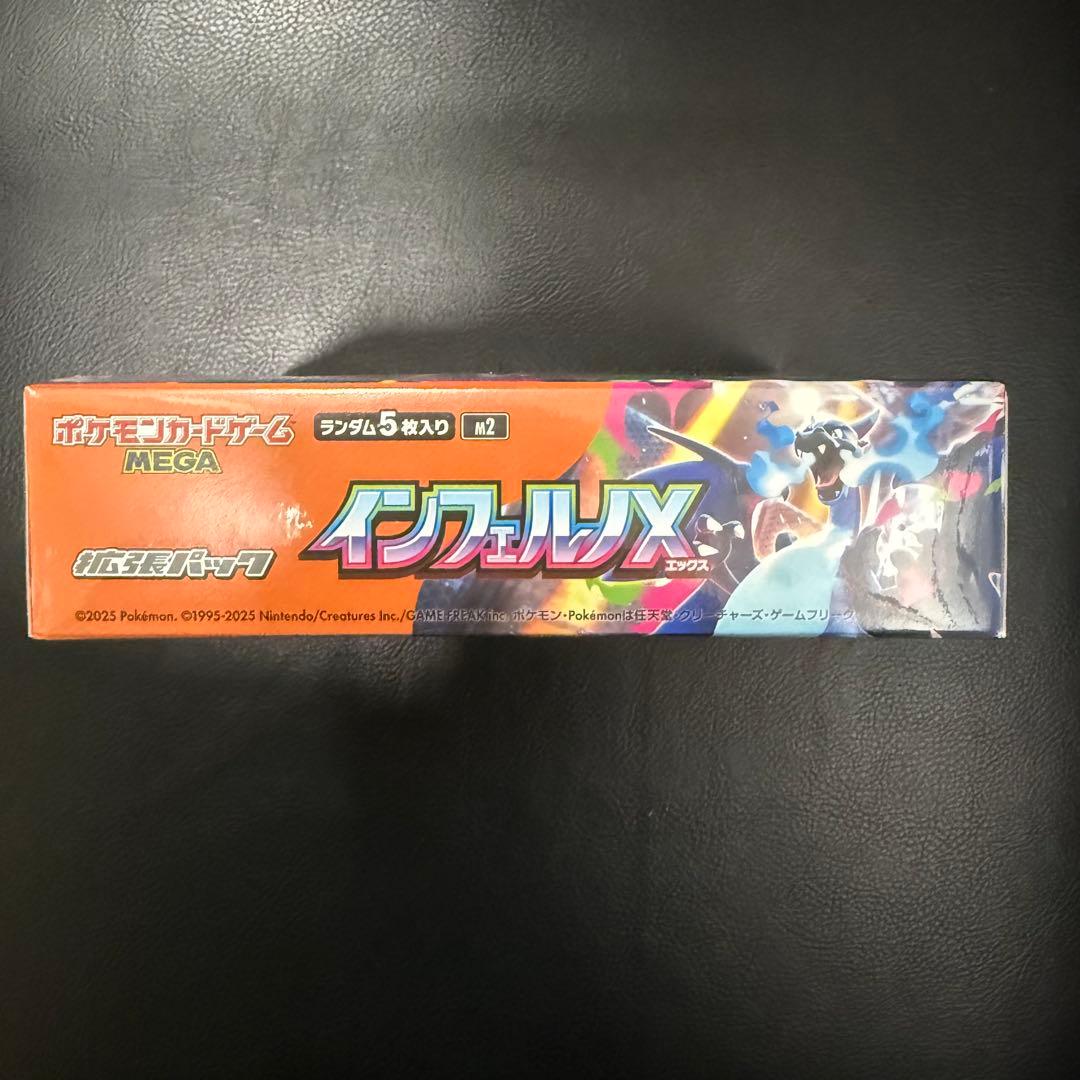 ポケモンカードゲーム
MEGA
ランダム5枚入り
M2
インフェルノX
エックス
拡張パック
©2025 Pokémon. ©1995-2025 Nintendo/Creatures Inc./GAME FREAK inc. ポケモン・Pokémonは任天堂・クリーチャーズ・ゲームフリーク